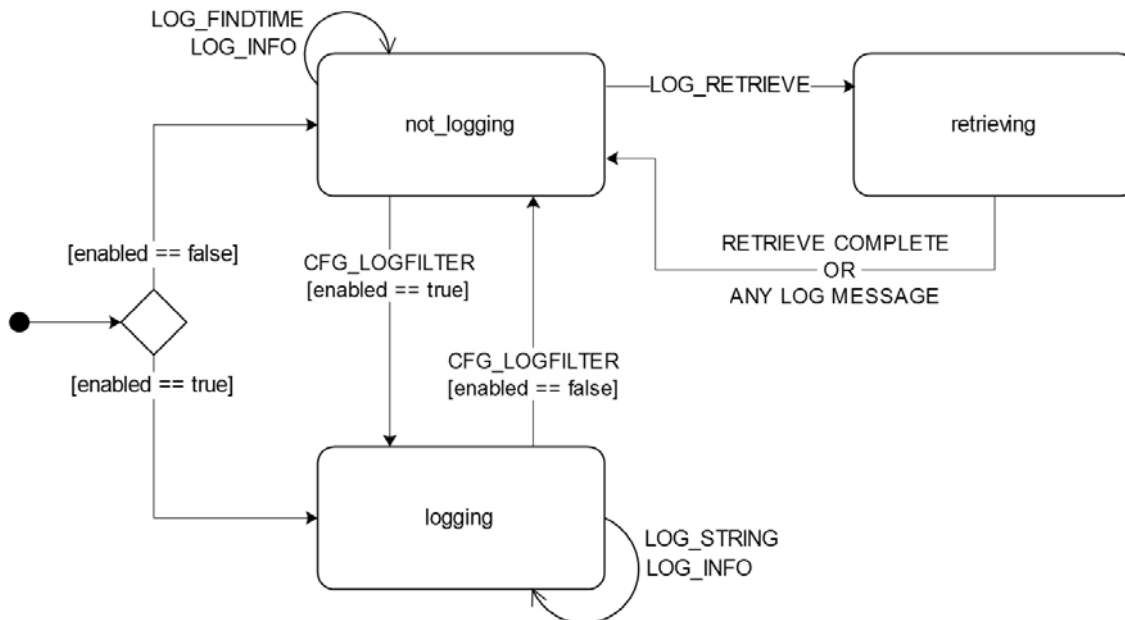 LOG_FINDTIME
LOG_INFO
not_logging
LOG_RETRIEVE
retrieving
[enabled == false]
CFG_LOGFILTER
[enabled == true]
RETRIEVE COMPLETE
OR
ANY LOG MESSAGE
[enabled == true]
CFG_LOGFILTER
[enabled == false]
logging
LOG_STRING
LOG_INFO